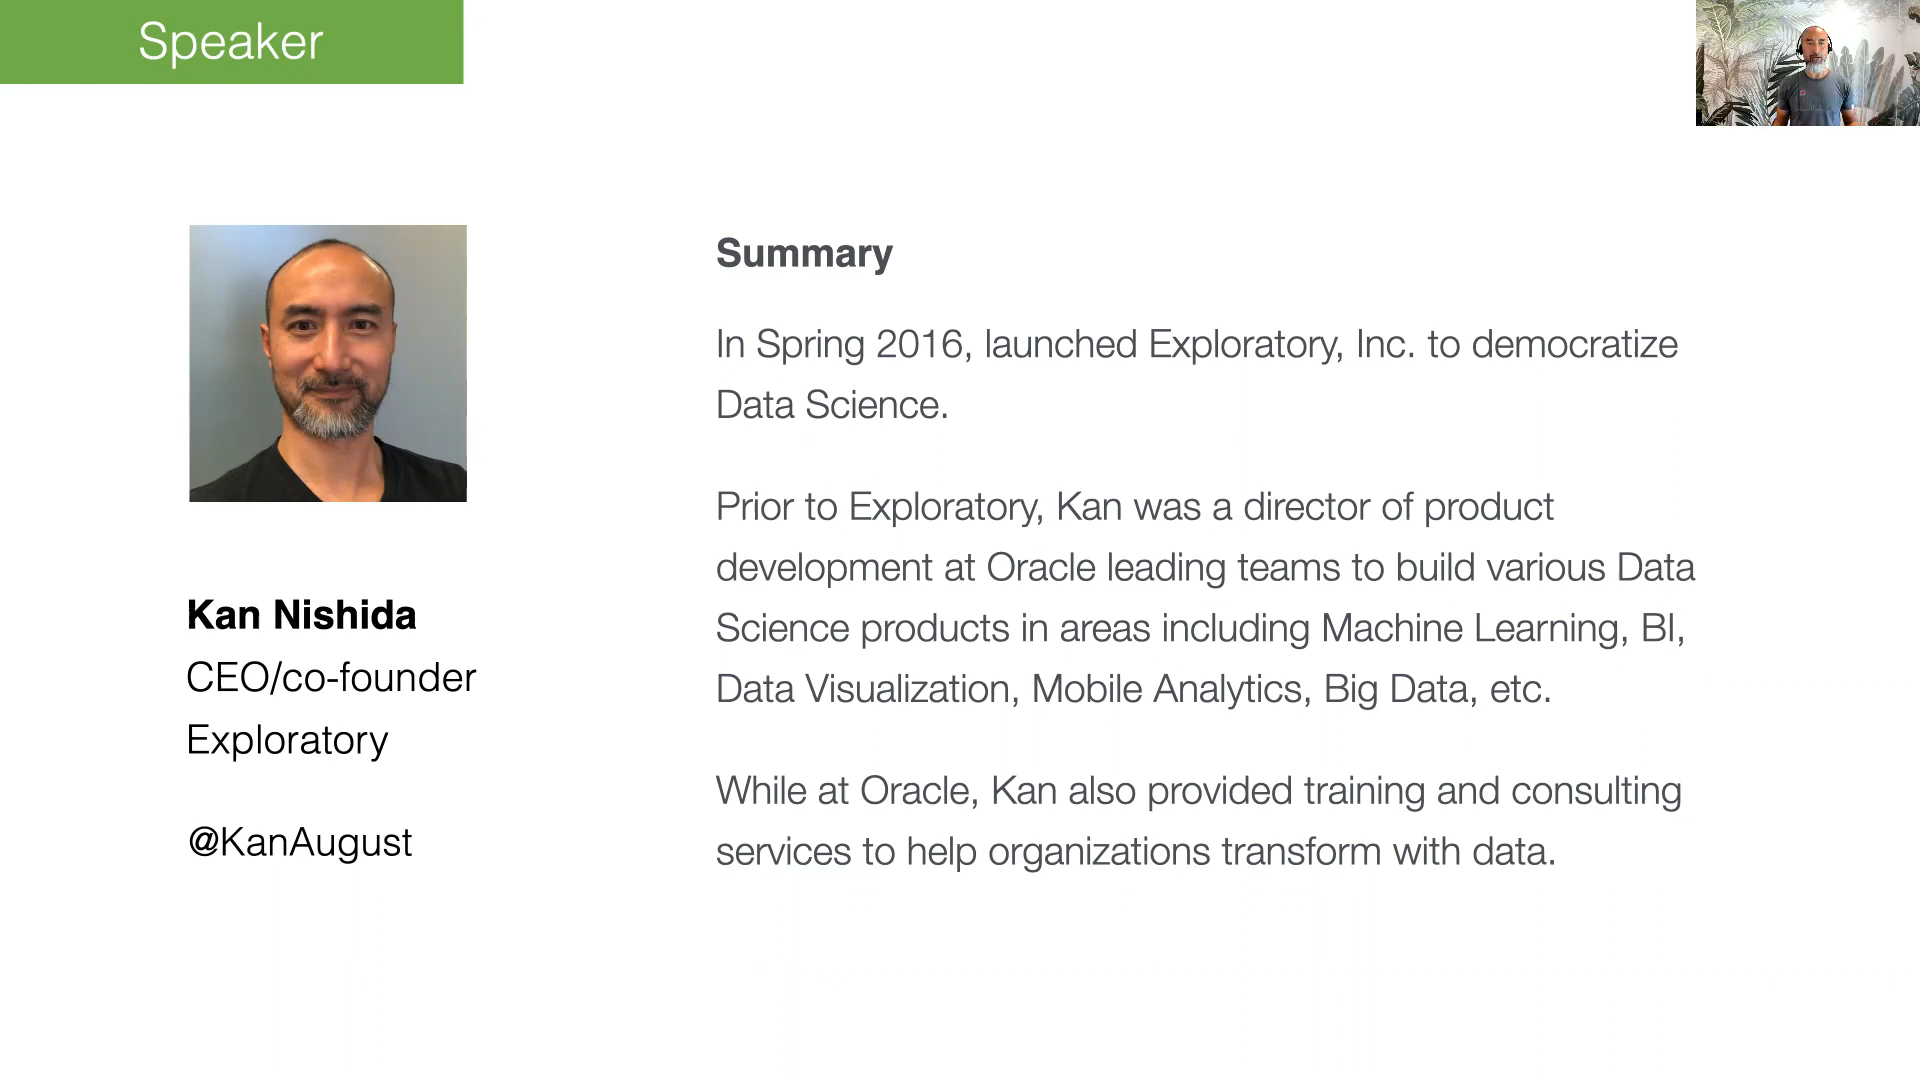 Speaker
Kan Nishida
CEO/co-founder
Exploratory
@KanAugust
Summary
In Spring 2016, launched Exploratory, Inc. to democratize
Data Science.
Prior to Exploratory, Kan was a director of product
development at Oracle leading teams to build various Data
Science products in areas including Machine Learning, BI,
Data Visualization, Mobile Analytics, Big Data, etc.
While at Oracle, Kan also provided training and consulting
services to help organizations transform with data.